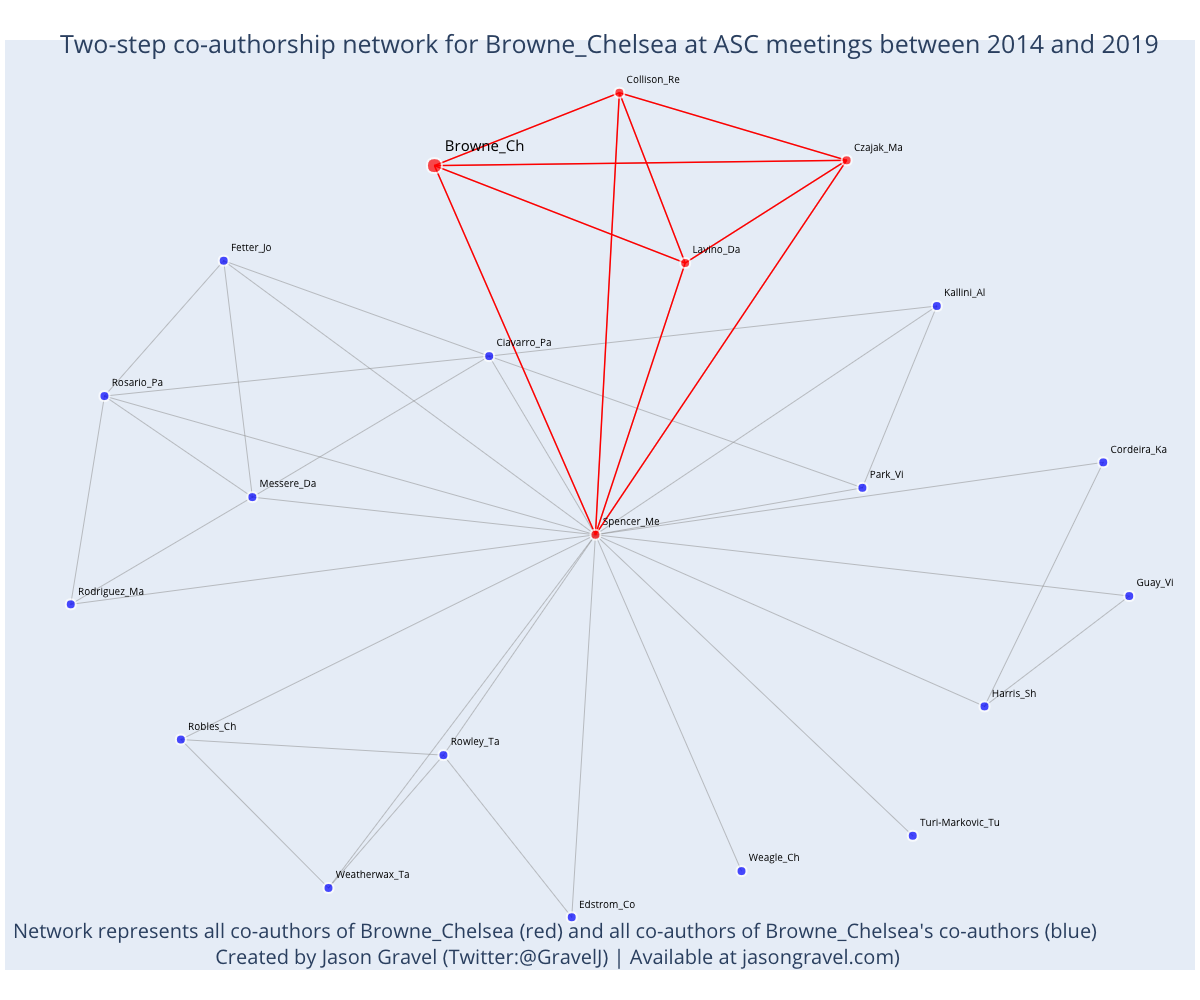 Two-step co-authorship network for Browne_Chelsea at ASC meetings between 2014 and 2019
Collison_Re
Browne_Ch
Czajak_Ma
Fetter_Jo
Lavino_Da
Kallini_Al
Ciavarro_Pa
Rosario_Pa
Cordeira_Ka
Park_Vi
Messere_Da
Spencer_Me
Guay_Vi
Rodriguez_Ma
Harris_Sh
Robles_Ch
Rowley_Ta
Turi-Markovic_Tu
Weagle_Ch
Weatherwax_Ta
Edstrom_Co
Network represents all co-authors of Browne_Chelsea (red) and all co-authors of Browne_Chelsea's co-authors (blue)
Created by Jason Gravel (Twitter:@GravelJ) | Available at jasongravel.com)